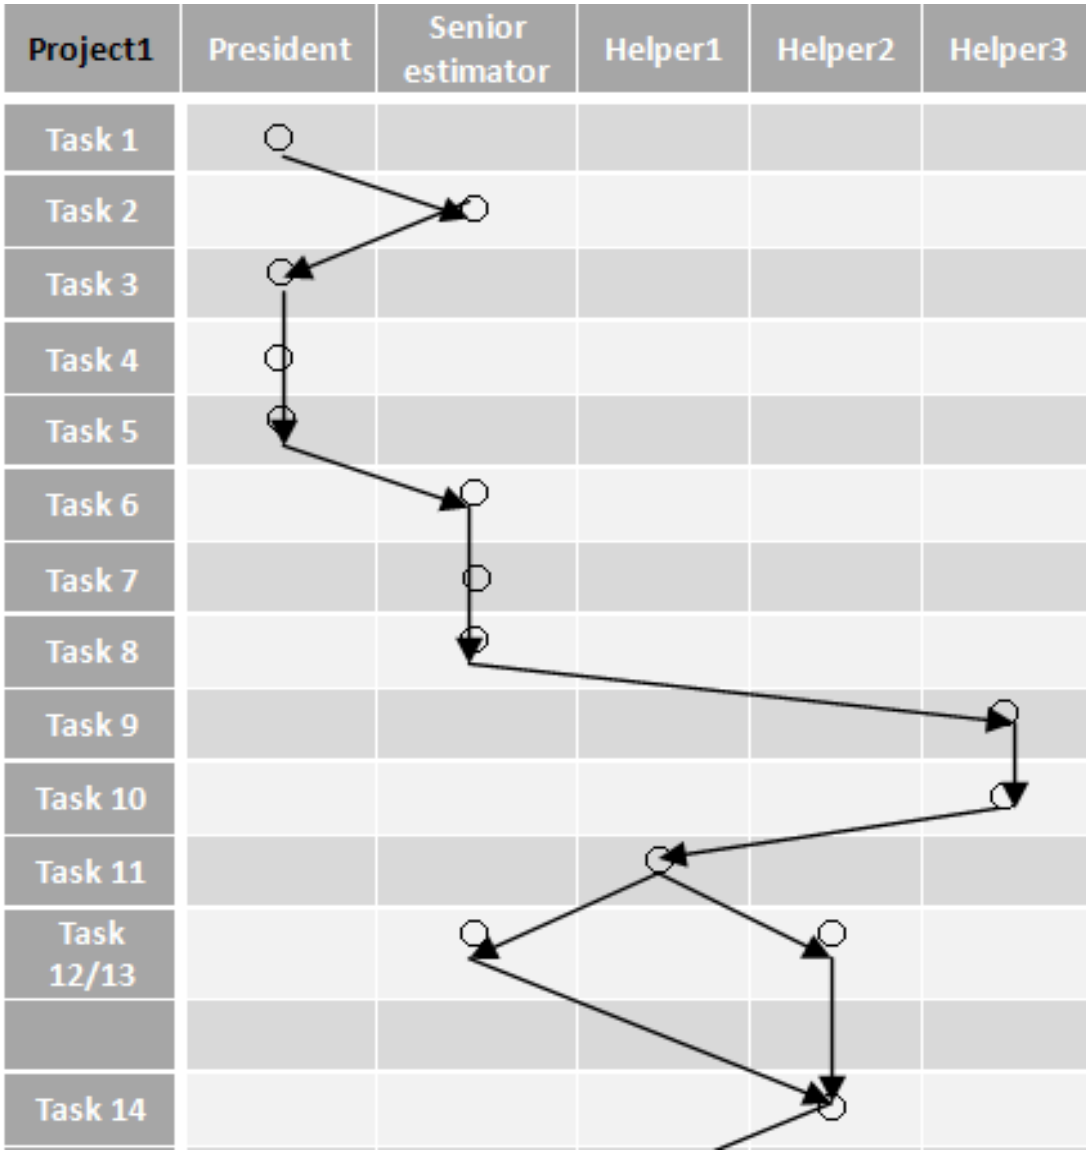 Project1
President
Senior
estimator
Helper1
Helper2
Helper3
Task 1
Task 2
Task 3
Task 4
Task 5
Task 6
Task 7
Task 8
Task 9
Task 10
Task 11
Task
12/13
Task 14